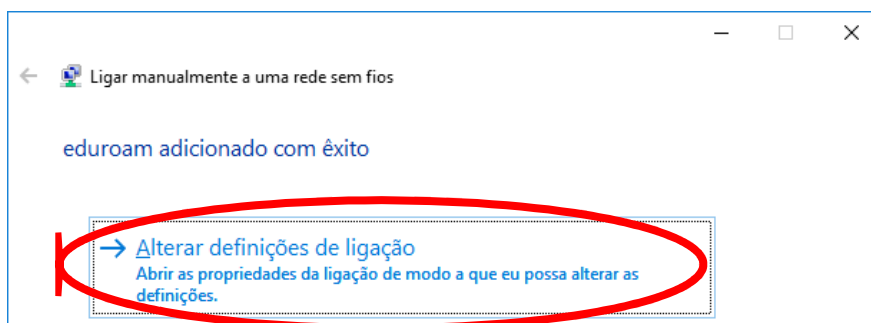 Ligar manualmente a uma rede sem fios
eduroam adicionado com êxito
Alterar definições de ligação
Abrir as propriedades da ligação de modo a que eu possa alterar as
definições.